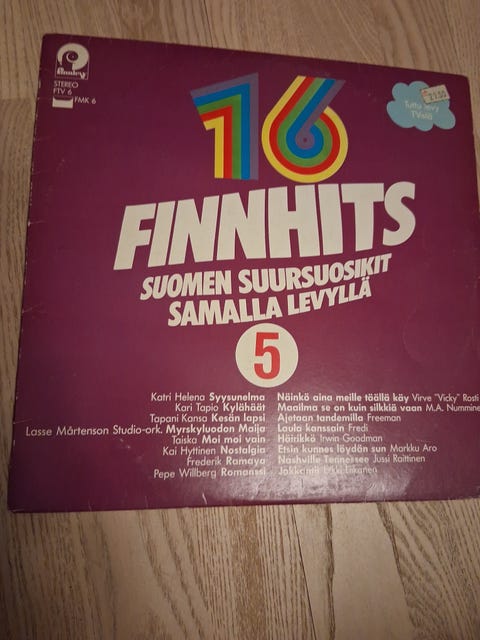 Finnlevy
STEREO
FTV 6
FMK 6
Tuttu levy
TV:stä
16
FINNHITS
SUOMEN SUURSUOSIKIT
SAMALLA LEVYLLÄ
5
Katri Helena Syysunelma
Kari Tapio Kylähäät
Tapani Kansa Kesän lapsi
Lasse Mårtenson Studio-ork. Myrskyluodon Maija
Taiska Moi moi vain
Kai Hyttinen Nostalgia
Frederik Ramaya
Pepe Willberg Romanssi
Näinkö aina meille täällä käy Virve "Vicky" Rosti
Maailma se on kuin silkkiä vaan M.A. Nummine
Ajetaan tandemilla Freeman
Laula kanssain Fredi
Hötiikkö Irwin Goodman
Etsin kunnes löydän sun Markku Aro
Nashville Tennessee Jussi Raittinen
Erkki Liikanen